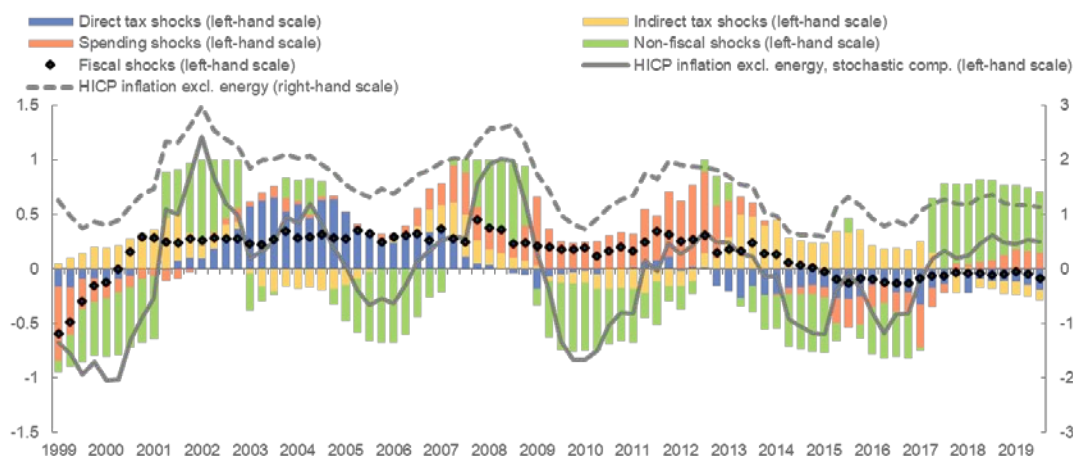 Direct tax shocks (left-hand scale)
Indirect tax shocks (left-hand scale)
Spending shocks (left-hand scale)
Non-fiscal shocks (left-hand scale)
Fiscal shocks (left-hand scale)
HICP inflation excl. energy, stochastic comp. (left-hand scale)
HICP inflation excl. energy (right-hand scale)
1.5 3
1 2
0.5 1
0 0
-0.5 -1
-1 -2
-1.5 -3
1999 2000 2001 2002 2003 2004 2005 2006 2007 2008 2009 2010 2011 2012 2013 2014 2015 2016 2017 2018 2019